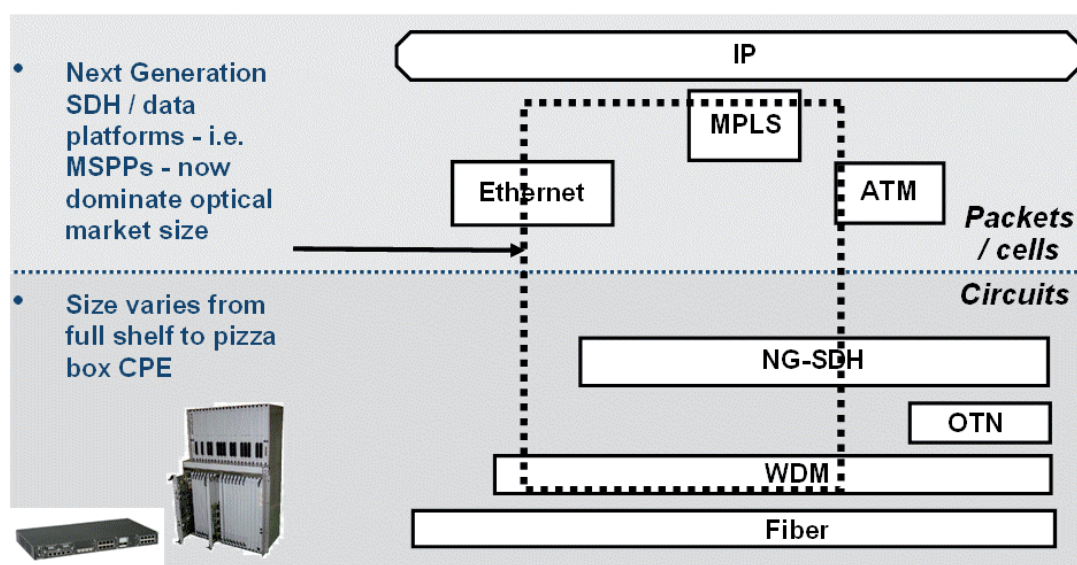 • Next Generation
SDH / data
platforms - i.e.
MSPPs - now
dominate optical
market size
• Size varies from
full shelf to pizza
box CPE
IP
MPLS
Ethernet
ATM
Packets
/ cells
Circuits
NG-SDH
OTN
WDM
Fiber